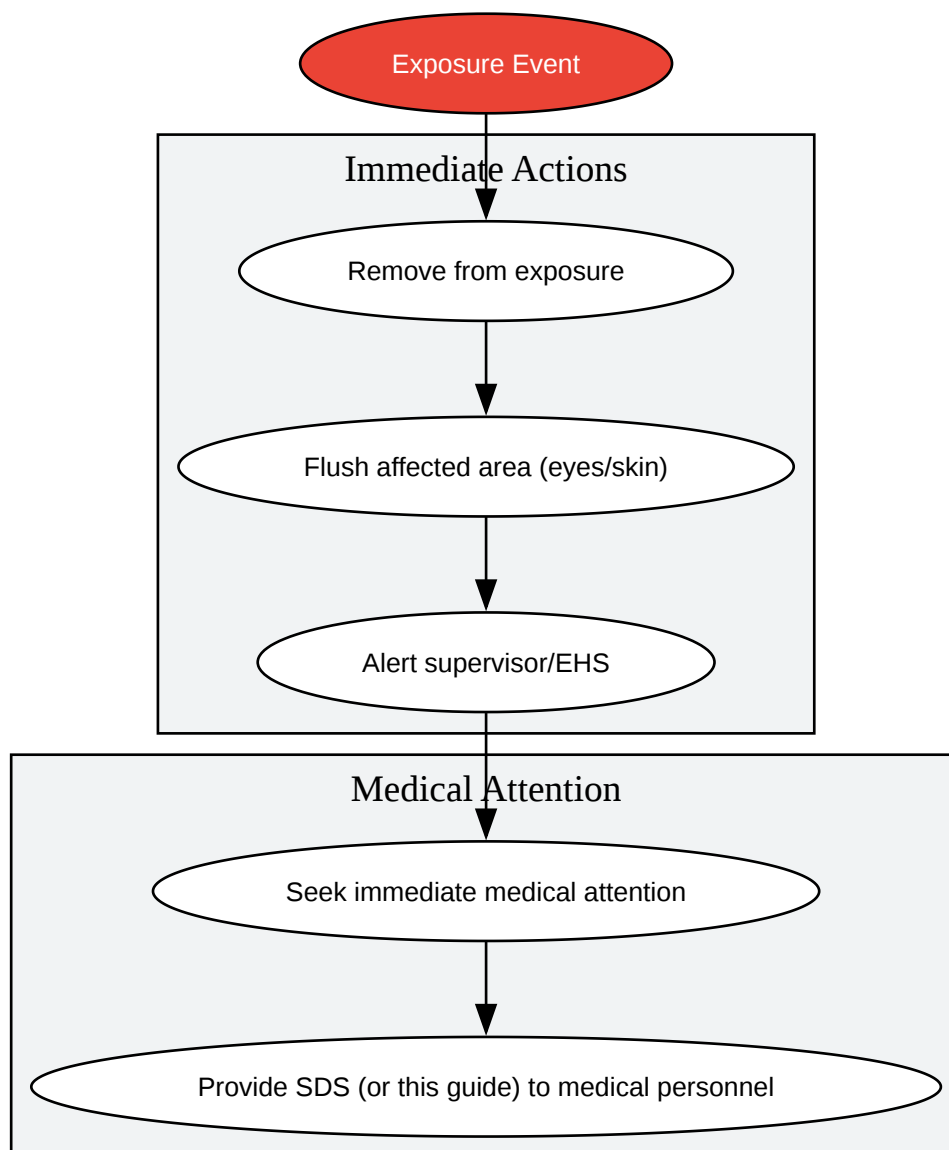 Exposure Event
Immediate Actions
Remove from exposure
Flush affected area (eyes/skin)
Alert supervisor/EHS
Medical Attention
Seek immediate medical attention
Provide SDS (or this guide) to medical personnel